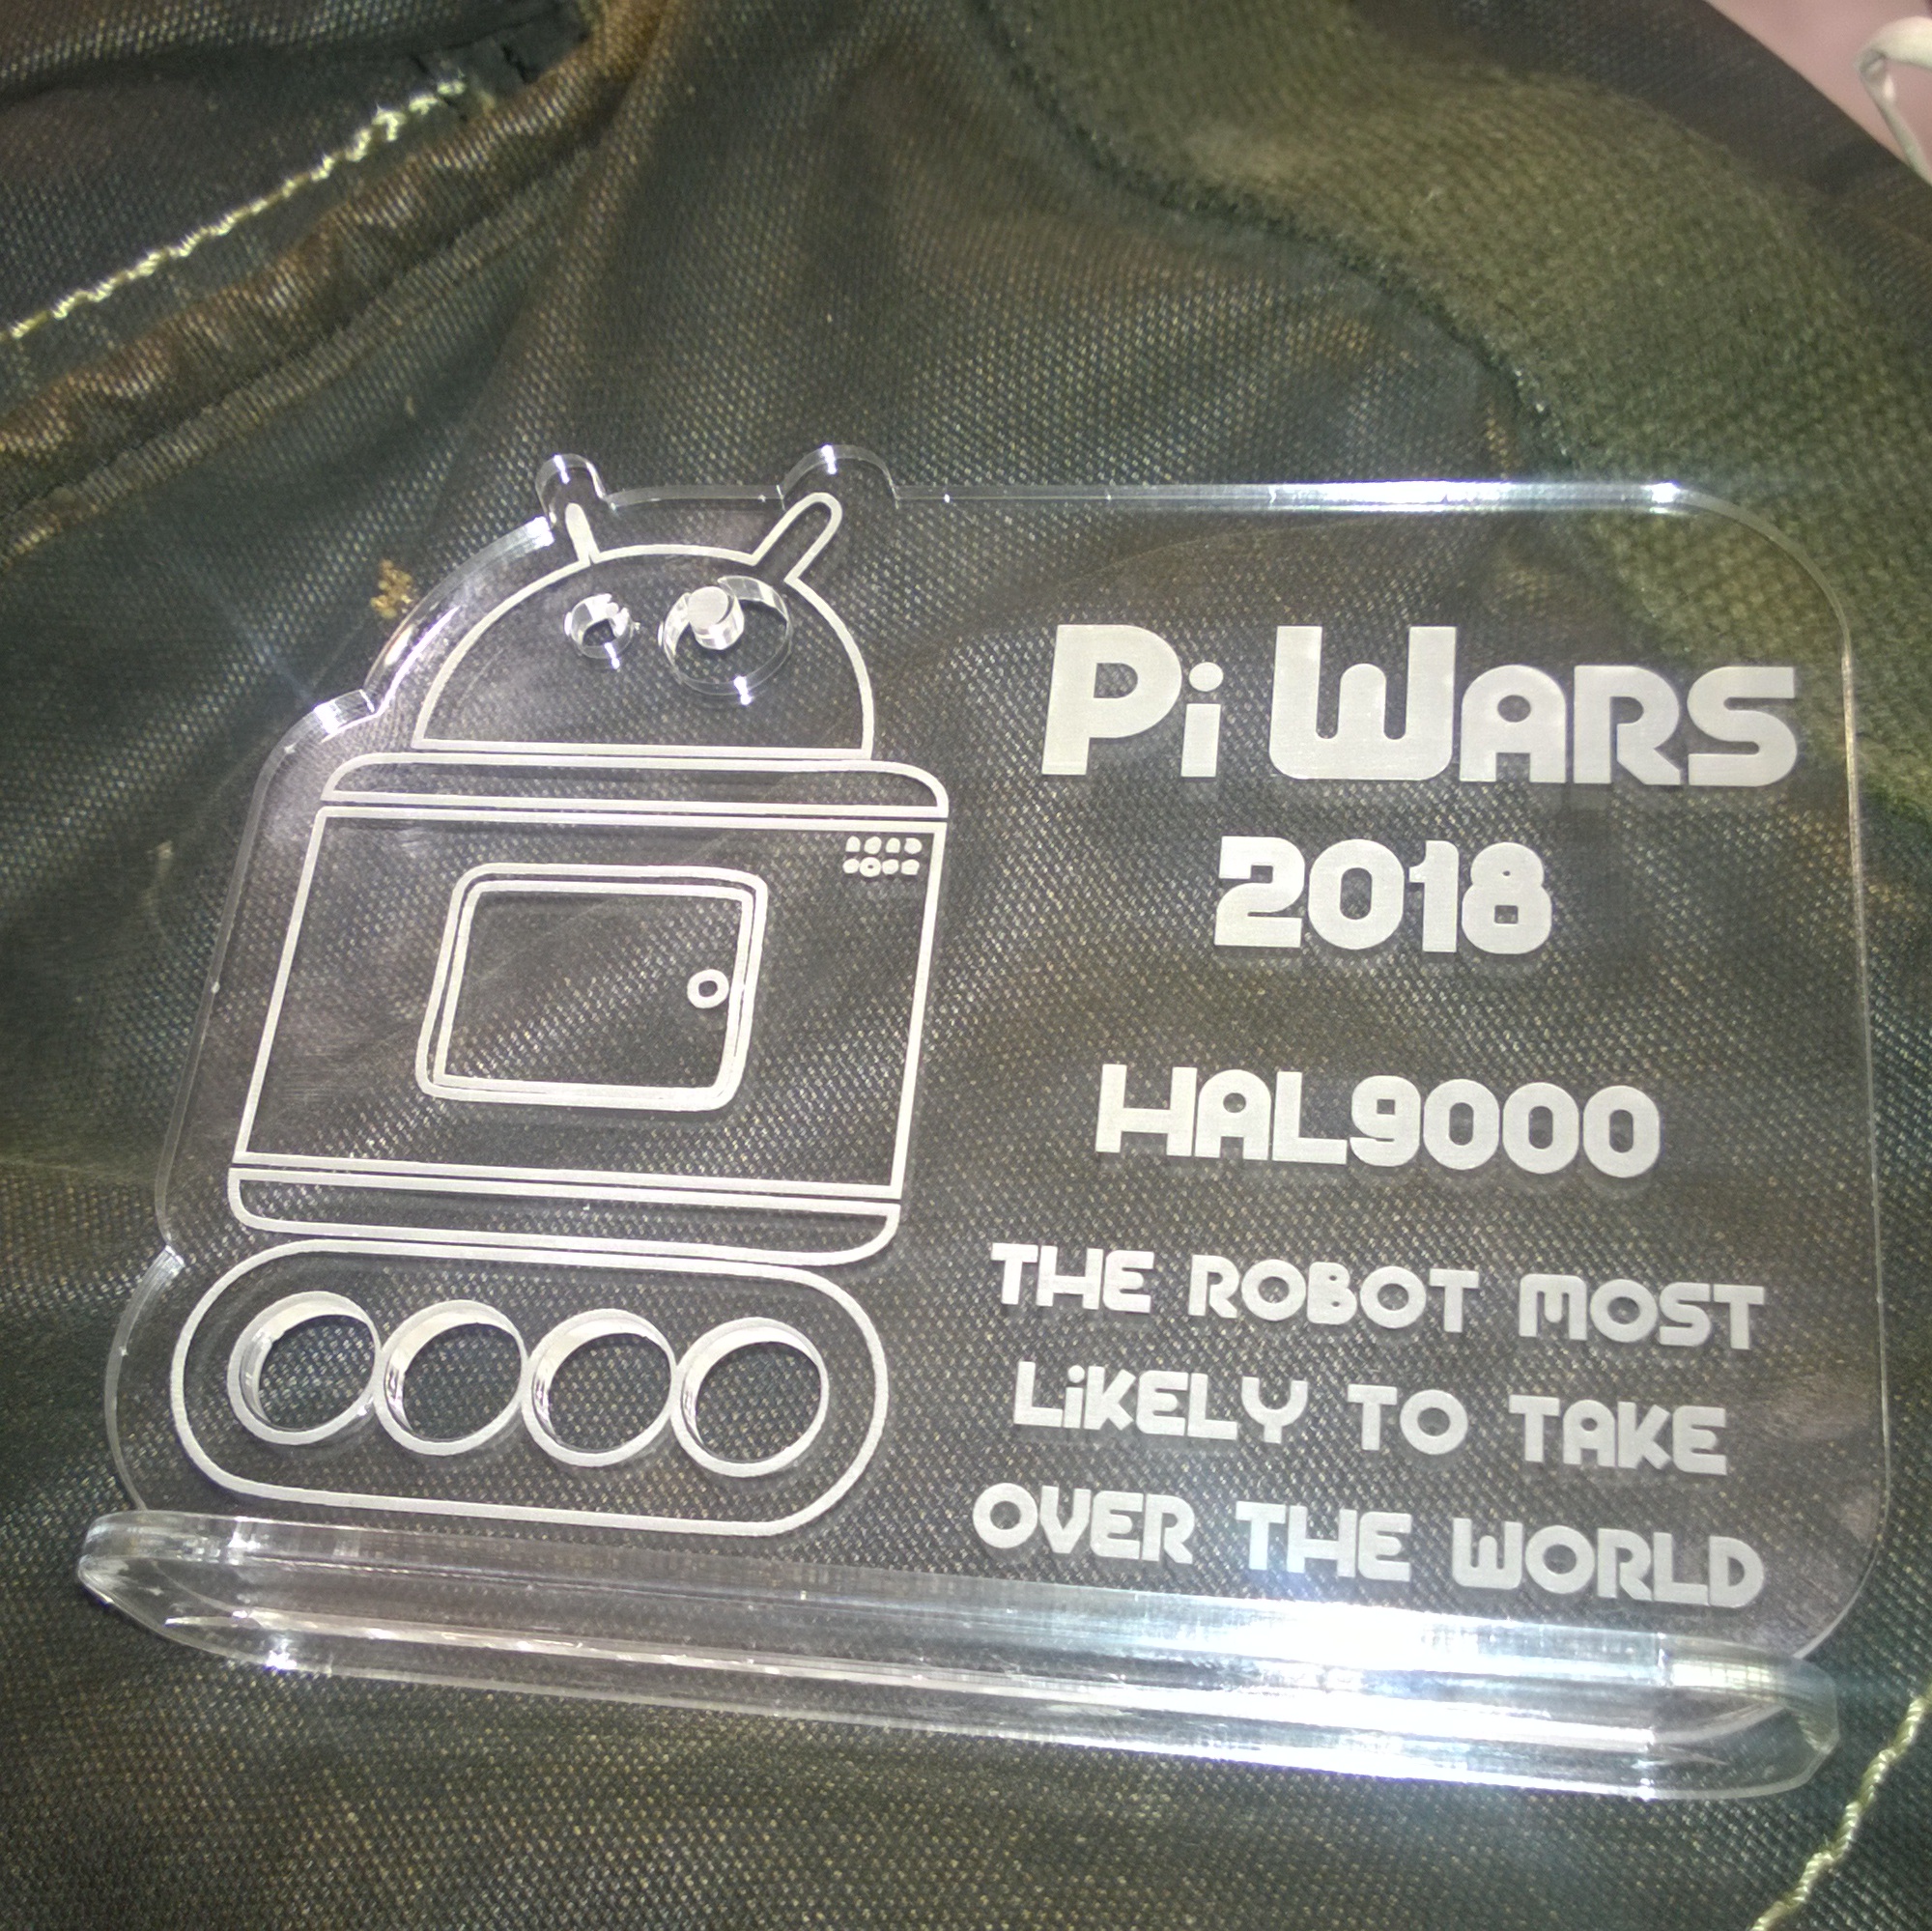 Pi WARS
2018
HAL9000
THE ROBOT MOST
LiKELY TO TAKE
OVER THE WORLD